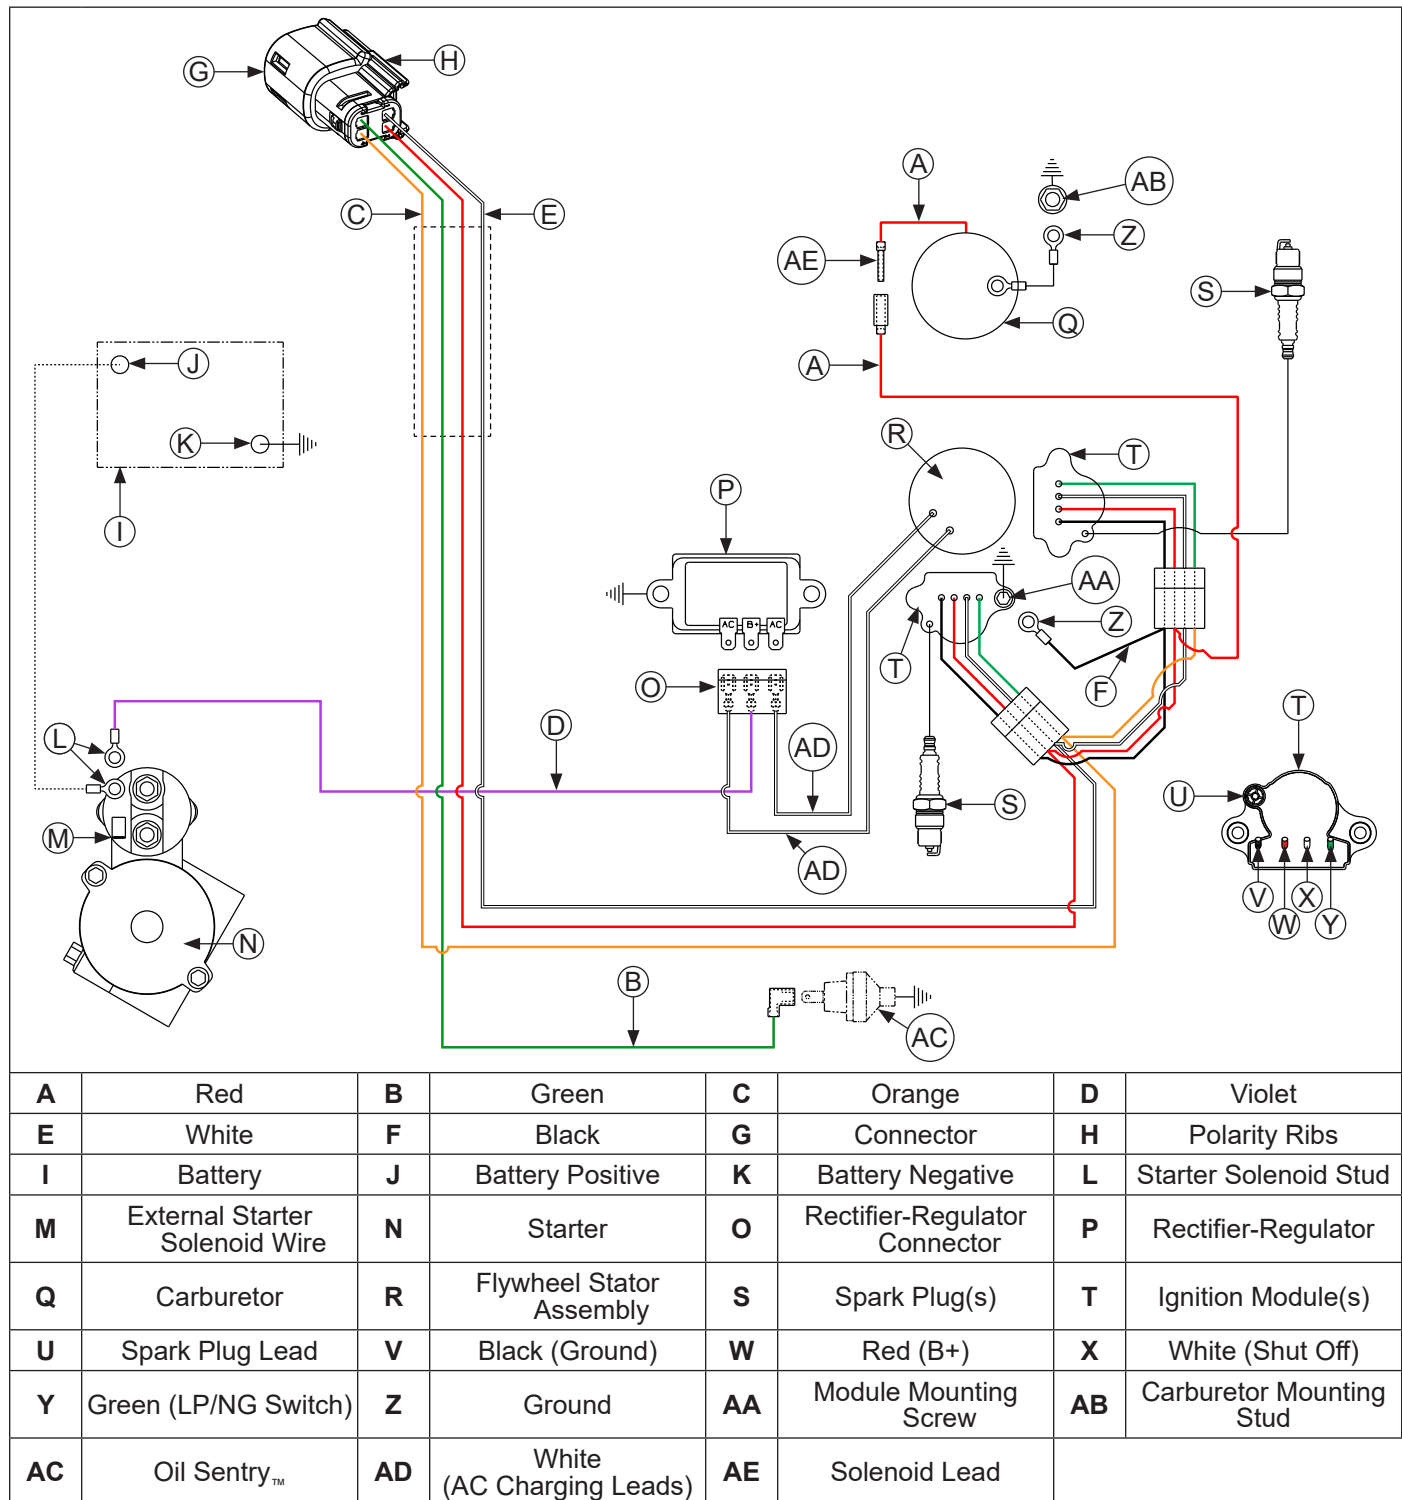 G
H
C
E
A
AB
Z
AE
Q
S
A
J
K
I
R
T
P
AA
Z
AC
B+
AC
T
F
O
L
D
AD
T
U
S
M
AD
V
X
W
Y
N
B
AC
A Red B Green C Orange D Violet
E White F Black G Connector H Polarity Ribs
I Battery J Battery Positive K Battery Negative L Starter Solenoid Stud
M External Starter Solenoid Wire N Starter O Rectifier-Regulator Connector P Rectifier-Regulator
Q Carburetor R Flywheel Stator Assembly S Spark Plug(s) T Ignition Module(s)
U Spark Plug Lead V Black (Ground) W Red (B+) X White (Shut Off)
Y Green (LP/NG Switch) Z Ground AA Module Mounting Screw AB Carburetor Mounting Stud
AC Oil Sentry™ AD White (AC Charging Leads) AE Solenoid Lead